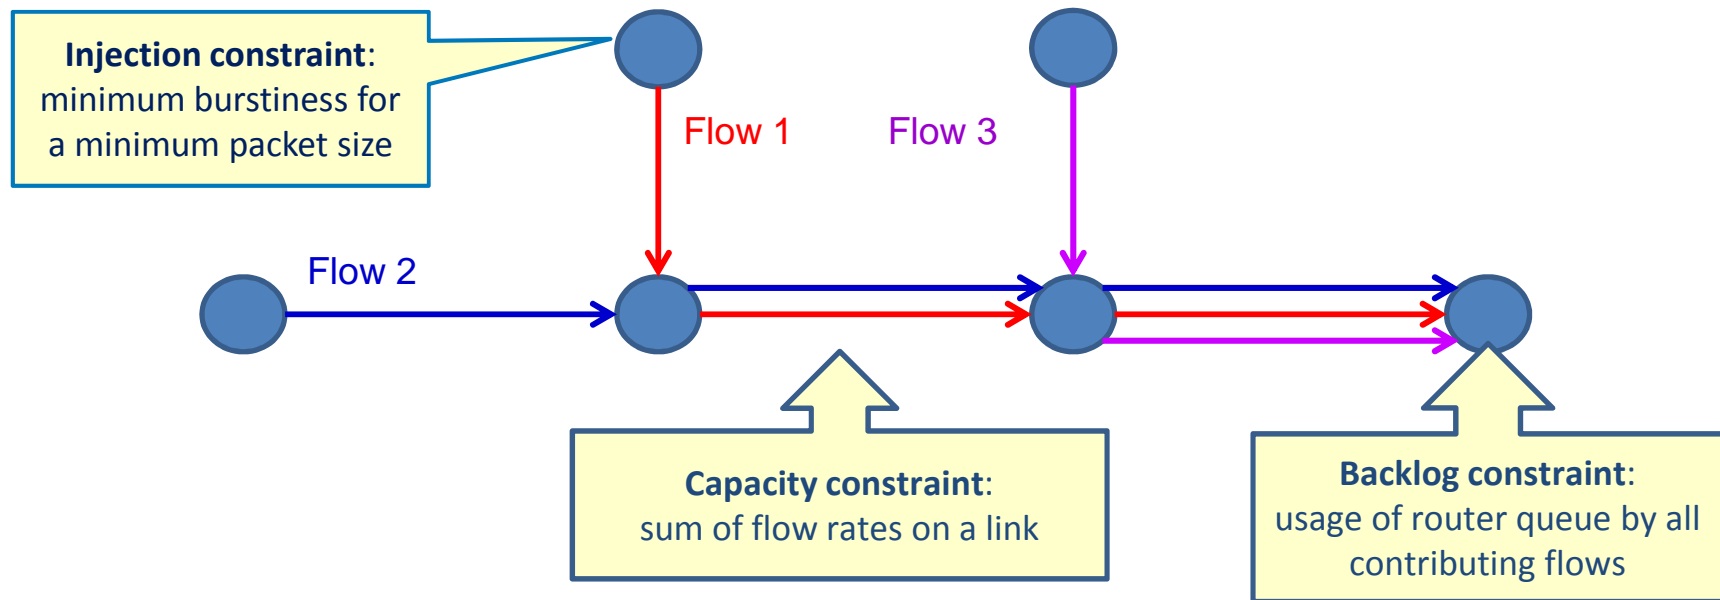 Injection constraint:
minimum burstiness for
a minimum packet size
Flow 1
Flow 3
Flow 2
Capacity constraint:
sum of flow rates on a link
Backlog constraint:
usage of router queue by all
contributing flows